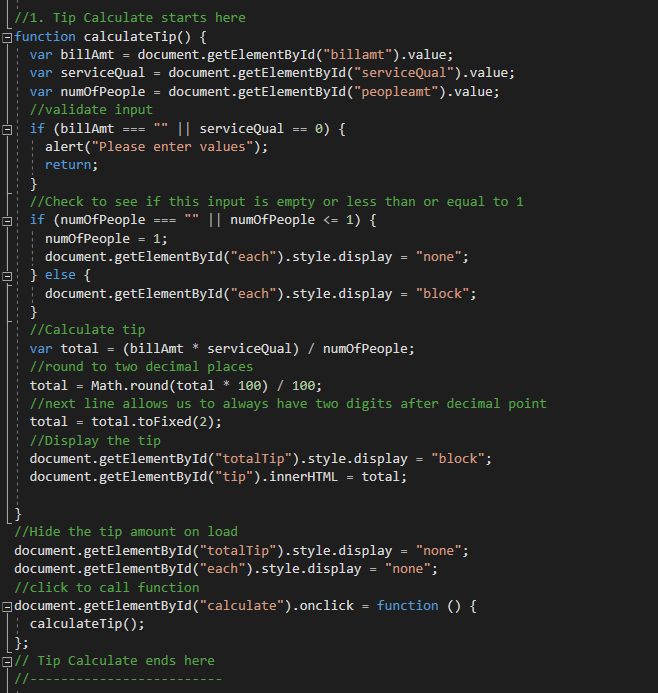 //1. Tip Calculate starts here
function calculateTip() {
  var billAmt = document.getElementById("billamt").value;
  var serviceQual = document.getElementById("serviceQual").value;
  var numOfPeople = document.getElementById("peopleamt").value;
  //validate input
  if (billAmt === "" || serviceQual == 0) {
    alert("Please enter values");
    return;
  }
  //Check to see if this input is empty or less than or equal to 1
  if (numOfPeople === "" || numOfPeople <= 1) {
    numOfPeople = 1;
    document.getElementById("each").style.display = "none";
  } else {
    document.getElementById("each").style.display = "block";
  }
  //Calculate tip
  var total = (billAmt * serviceQual) / numOfPeople;
  //round to two decimal places
  total = Math.round(total * 100) / 100;
  //next line allows us to always have two digits after decimal point
  total = total.toFixed(2);
  //Display the tip
  document.getElementById("totalTip").style.display = "block";
  document.getElementById("tip").innerHTML = total;

}
//Hide the tip amount on load
document.getElementById("totalTip").style.display = "none";
document.getElementById("each").style.display = "none";
//click to call function
document.getElementById("calculate").onclick = function () {
  calculateTip();
};
// Tip Calculate ends here
//-------------------------